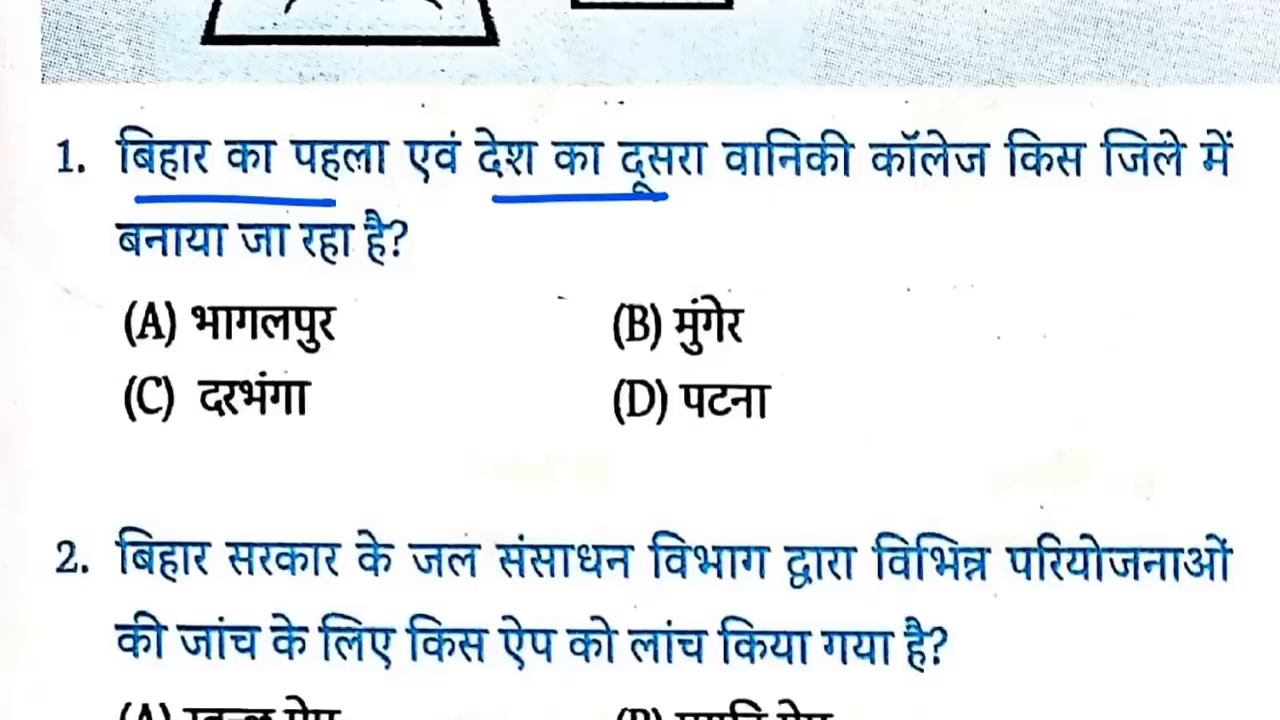 1. बिहार का पहला एवं देश का दूसरा वानिकी कॉलेज किस जिले में
बनाया जा रहा है?
(A) भागलपुर (B) मुंगेर
(C) दरभंगा (D) पटना
2. बिहार सरकार के जल संसाधन विभाग द्वारा विभिन्न परियोजनाओं
की जांच के लिए किस ऐप को लांच किया गया है?
(A) (B)